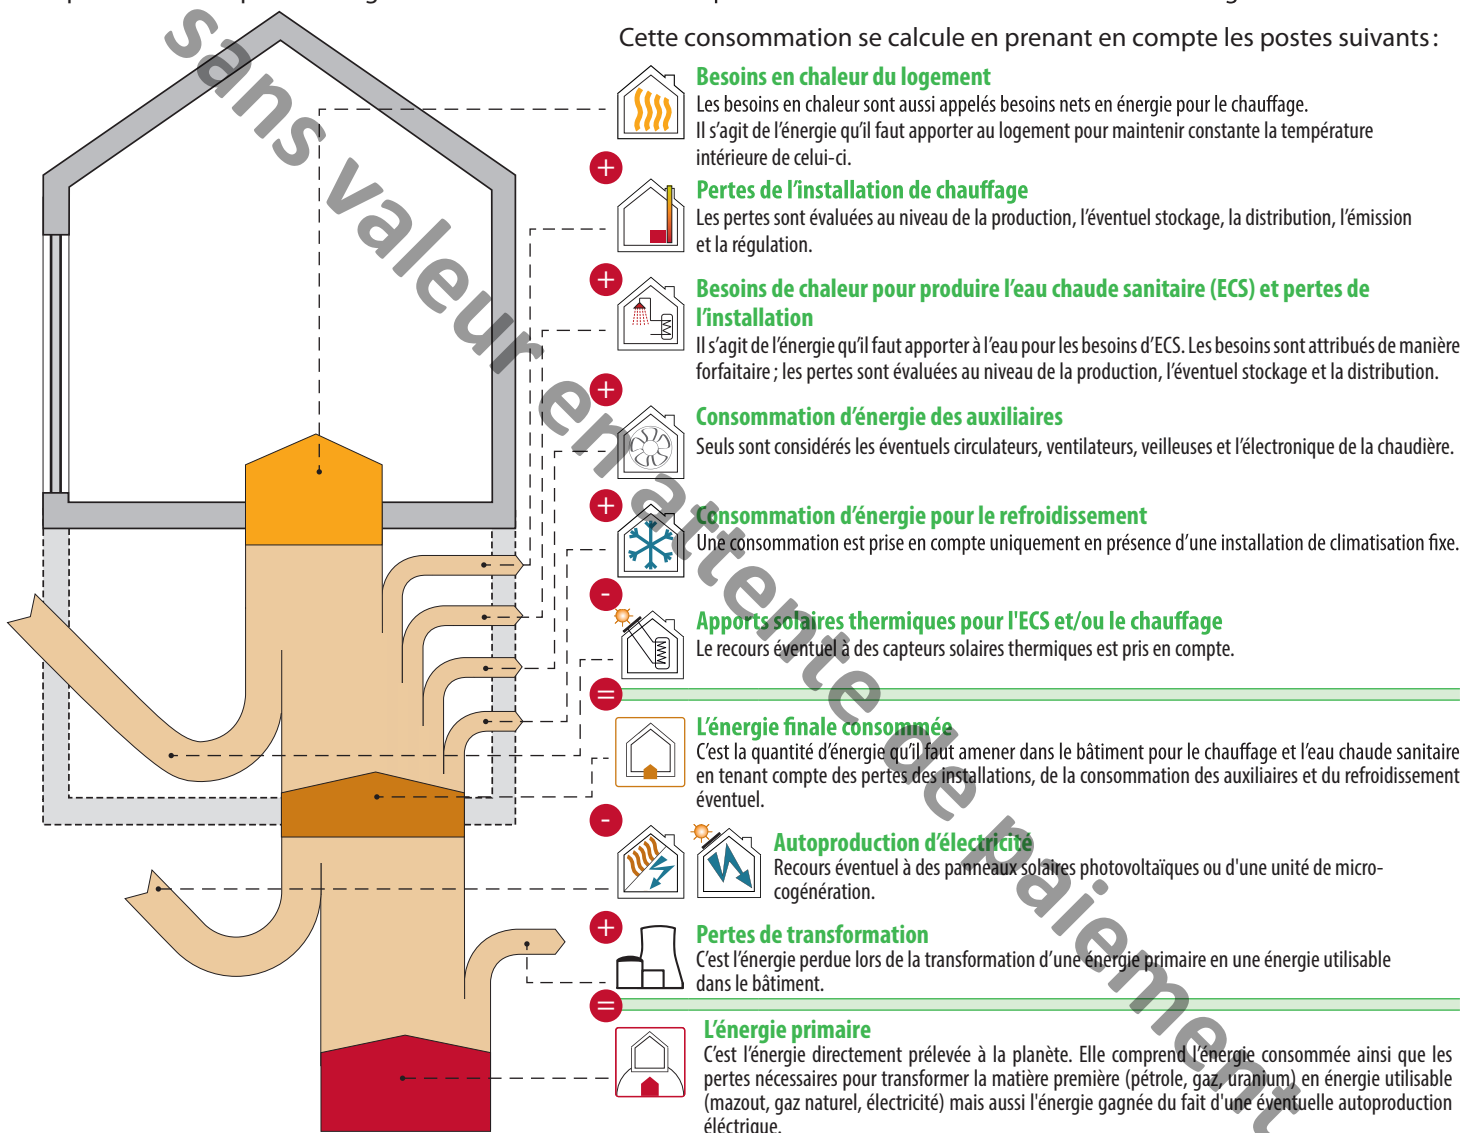 Cette consommation se calcule en prenant en compte les postes suivants :
Besoins en chaleur du logement
Les besoins en chaleur sont aussi appelés besoins nets en énergie pour le chauffage.
Il s'agit de l'énergie qu'il faut apporter au logement pour maintenir constante la température
intérieure de celui-ci.
+
Pertes de l'installation de chauffage
Les pertes sont évaluées au niveau de la production, l'éventuel stockage, la distribution, l'émission
et la régulation.
+
Besoins de chaleur pour produire l'eau chaude sanitaire (ECS) et pertes de
l'installation
Il s'agit de l'énergie qu'il faut apporter à l'eau pour les besoins d'ECS. Les besoins sont attribués de manière
forfaitaire ; les pertes sont évaluées au niveau de la production, l'éventuel stockage et la distribution.
+
Consommation d'énergie des auxiliaires
Seuls sont considérés les éventuels circulateurs, ventilateurs, veilleuses et l'électronique de la chaudière.
+
Consommation d'énergie pour le refroidissement
Une consommation est prise en compte uniquement en présence d'une installation de climatisation fixe.
-
Apports solaires thermiques pour l'ECS et/ou le chauffage
Le recours éventuel à des capteurs solaires thermiques est pris en compte.
=
L'énergie finale consommée
C'est la quantité d'énergie qu'il faut amener dans le bâtiment pour le chauffage et l'eau chaude sanitaire
en tenant compte des pertes des installations, de la consommation des auxiliaires et du refroidissement
éventuel.
-
Autoproduction d'électricité
Recours éventuel à des panneaux solaires photovoltaïques ou d'une unité de micro-
cogénération.
+
Pertes de transformation
C'est l'énergie perdue lors de la transformation d'une énergie primaire en une énergie utilisable
dans le bâtiment.
=
L'énergie primaire
C'est l'énergie directement prélevée à la planète. Elle comprend l'énergie consommée ainsi que les
pertes nécessaires pour transformer la matière première (pétrole, gaz, uranium) en énergie utilisable
(mazout, gaz naturel, électricité) mais aussi l'énergie gagnée du fait d'une éventuelle autoproduction
éléctrique.
sans valeur en attente de paiement